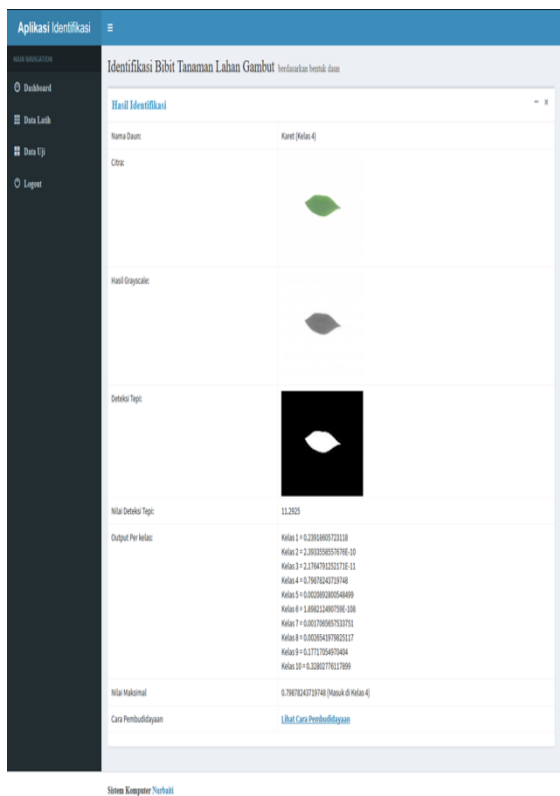 Aplikasi Identifikasi
MAIN NAVIGATION
Dashboard
Data Latih
Data Uji
Logout
Identifikasi Bibit Tanaman Lahan Gambut berdasarkan bentuk daun
Hasil Identifikasi
Nama Daun: Karet (Kelas 4)
Citra:
Hasil Grayscale:
Deteksi Tepi:
Nilai Deteksi Tepi: 11.2925
Output Per kelas: Kelas 1 = 0.23918605723118
Kelas 2 = 2.3933558557676E-10
Kelas 3 = 2.1764791252171E-11
Kelas 4 = 0.79878243719748
Kelas 5 = 0.0020892800548499
Kelas 6 = 1.898212490759E-108
Kelas 7 = 0.0017065657533751
Kelas 8 = 0.0026541979825117
Kelas 9 = 0.17717054970404
Kelas 10 = 0.32802776117899
Nilai Maksimal 0.79878243719748 (Masuk di Kelas 4)
Cara Pembudidayaan Lihat Cara Pembudidayaan
Sistem Komputer Nurbaiti